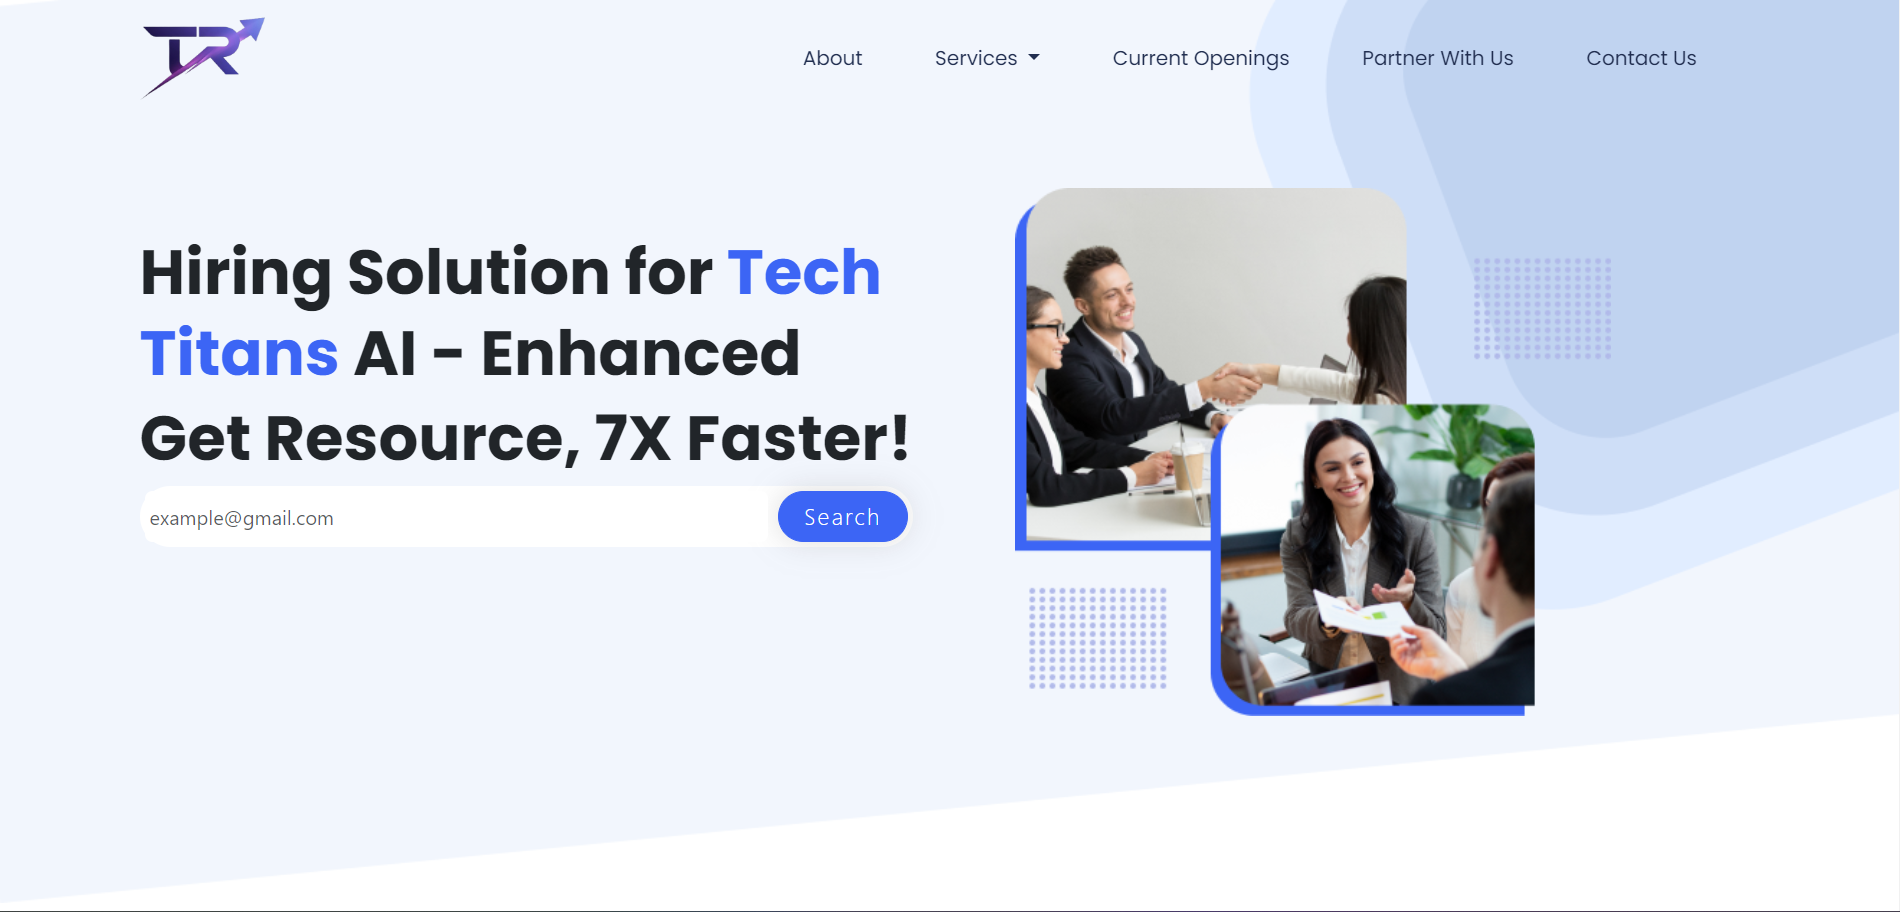 TR
About
Services
Current Openings
Partner With Us
Contact Us
Hiring Solution for Tech
Titans AI - Enhanced
Get Resource, 7X Faster!
example@gmail.com
Search